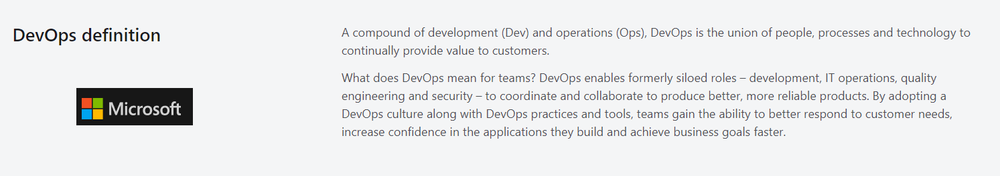 DevOps definition
Microsoft
A compound of development (Dev) and operations (Ops), DevOps is the union of people, processes and technology to
continually provide value to customers.
What does DevOps mean for teams? DevOps enables formerly siloed roles – development, IT operations, quality
engineering and security – to coordinate and collaborate to produce better, more reliable products. By adopting a
DevOps culture along with DevOps practices and tools, teams gain the ability to better respond to customer needs,
increase confidence in the applications they build and achieve business goals faster.